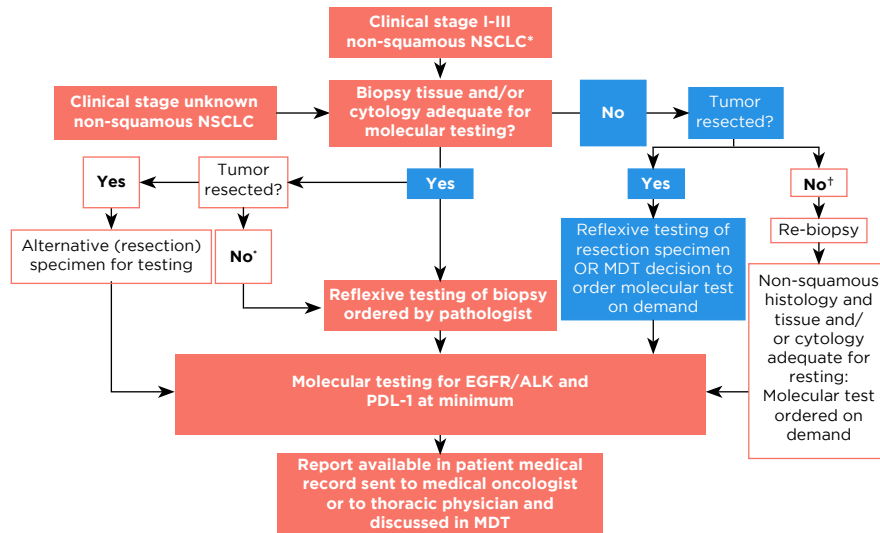 Clinical stage I-III
non-squamous NSCLC*
Clinical stage unknown
non-squamous NSCLC
Biopsy tissue and/or
cytology adequate for
molecular testing?
No
Tumor
resected?
Yes
Tumor
resected?
Yes
Yes
No†
Alternative (resection)
specimen for testing
No*
Reflexive testing of
resection specimen
OR MDT decision to
order molecular test
on demand
Re-biopsy
Reflexive testing of biopsy
ordered by pathologist
Non-squamous
histology and
tissue and/
or cytology
adequate for
resting:
Molecular test
ordered on
demand
Molecular testing for EGFR/ALK and
PDL-1 at minimum
Report available in patient medical
record sent to medical oncologist
or to thoracic physician and
discussed in MDT